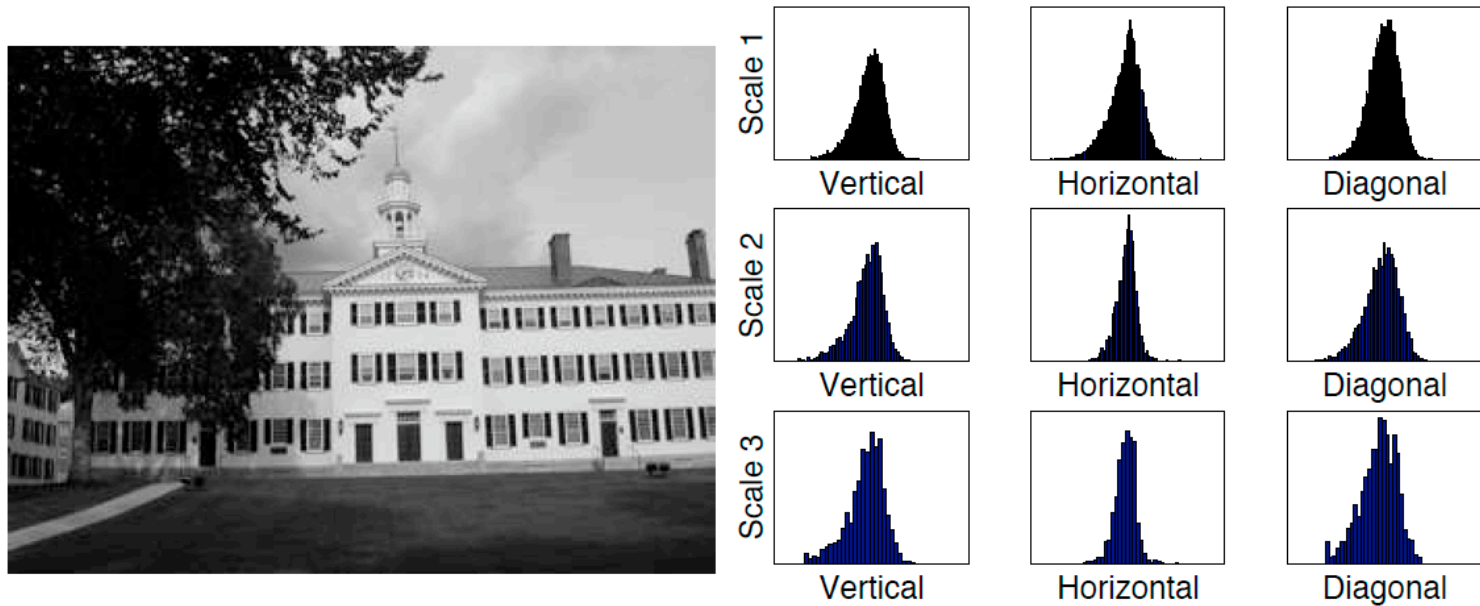 Scale 1
Vertical
Horizontal
Diagonal
Scale 2
Vertical
Horizontal
Diagonal
Scale 3
Vertical
Horizontal
Diagonal